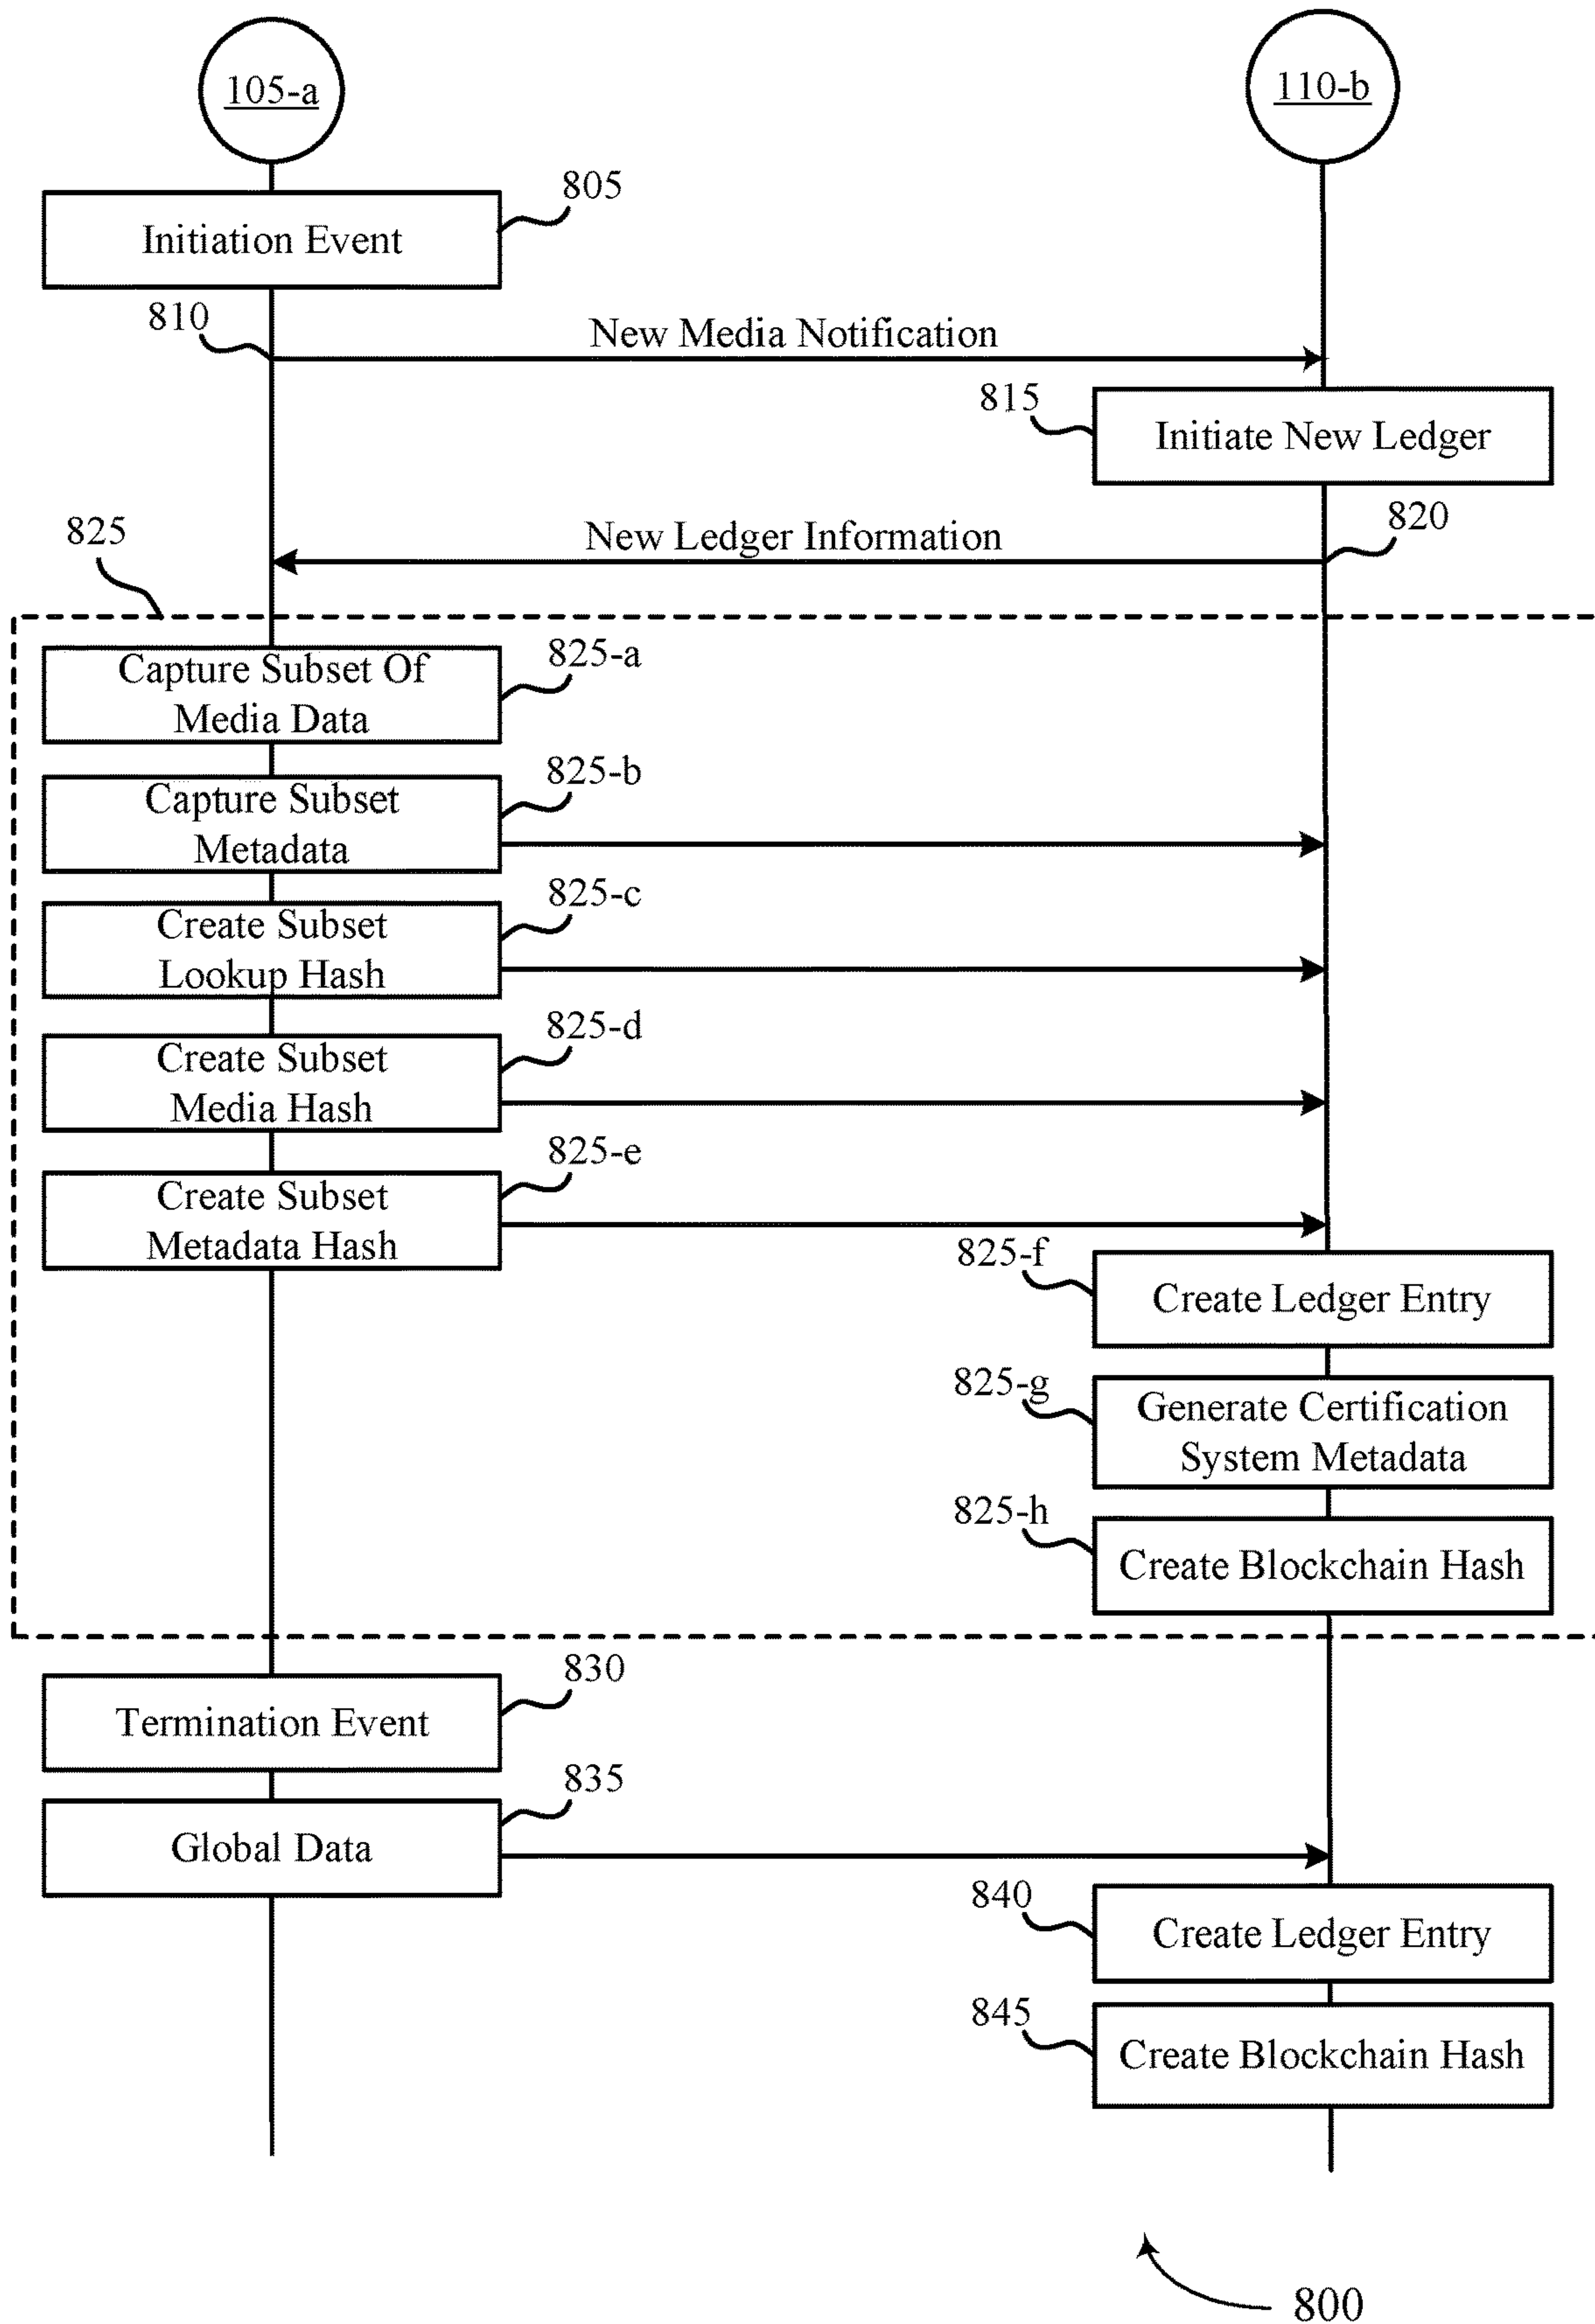 105-a
110-b
805
Initiation Event
810
New Media Notification
815
Initiate New Ledger
820
New Ledger Information
825
825-a
Capture Subset Of
Media Data
825-b
Capture Subset
Metadata
825-c
Create Subset
Lookup Hash
825-d
Create Subset
Media Hash
825-e
Create Subset
Metadata Hash
825-f
Create Ledger Entry
825-g
Generate Certification
System Metadata
825-h
Create Blockchain Hash
830
Termination Event
835
Global Data
840
Create Ledger Entry
845
Create Blockchain Hash
800